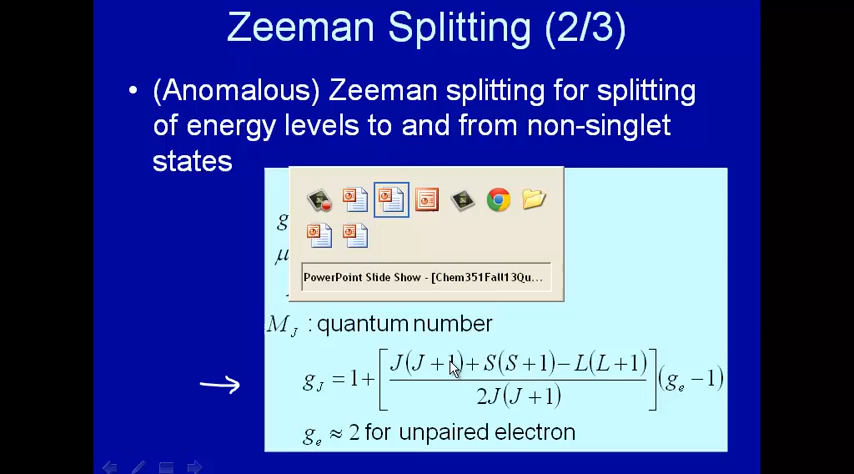 Zeeman Splitting (2/3)
• (Anomalous) Zeeman splitting for splitting
of energy levels to and from non-singlet
states
g
μ
PowerPoint Slide Show - [Chem351Fall13Qu...
M_J : quantum number
g_J = 1 + [ (J(J + 1) + S(S + 1) − L(L + 1)) / (2J(J + 1)) ] (g_e − 1)
g_e ≈ 2 for unpaired electron